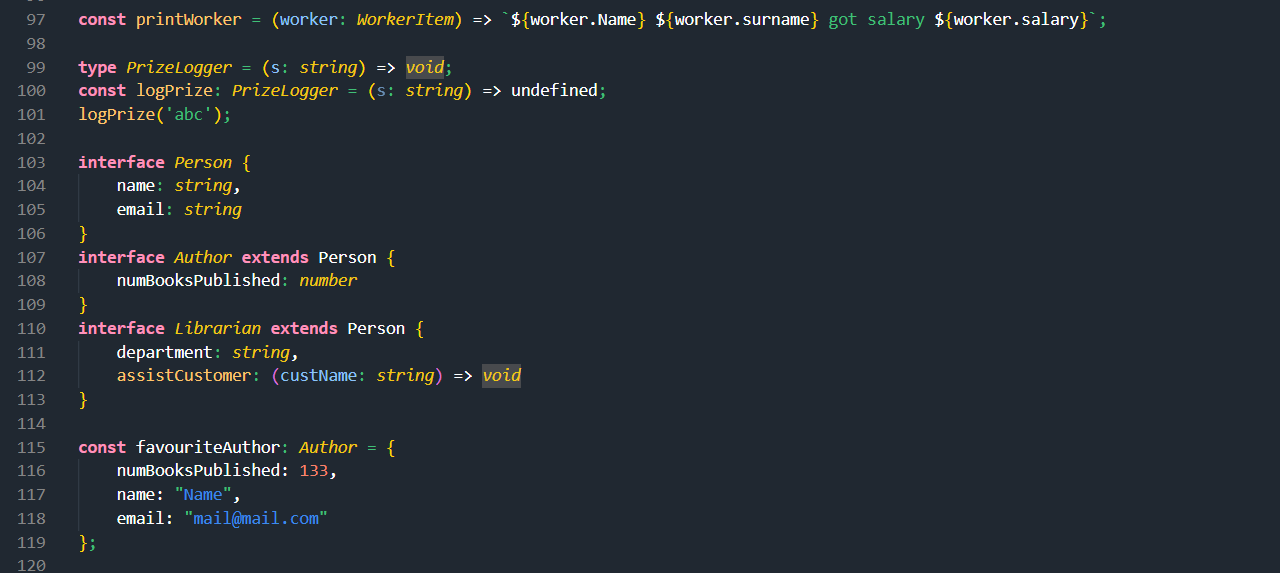 97 const printWorker = (worker: WorkerItem) => `${worker.Name} ${worker.surname} got salary ${worker.salary}`;
98
99 type PrizeLogger = (s: string) => void;
100 const logPrize: PrizeLogger = (s: string) => undefined;
101 logPrize('abc');
102
103 interface Person {
104     name: string,
105     email: string
106 }
107 interface Author extends Person {
108     numBooksPublished: number
109 }
110 interface Librarian extends Person {
111     department: string,
112     assistCustomer: (custName: string) => void
113 }
114
115 const favouriteAuthor: Author = {
116     numBooksPublished: 133,
117     name: "Name",
118     email: "mail@mail.com"
119 };
120